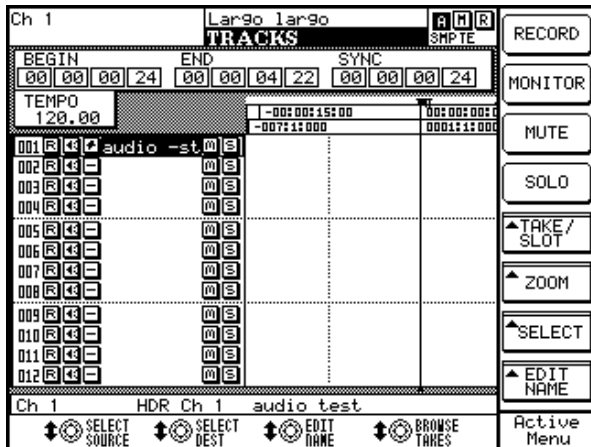 Ch 1 Largo largo A M R
TRACKS SMPTE
BEGIN END SYNC
00 00 00 24 00 00 04 22 00 00 00 24
TEMPO
120.00
-00:00:15:00 00:00:00:0
-007:1:000 0001:1:000
001 R audio -st m S
002 R m S
003 R m S
004 R m S
005 R m S
006 R m S
007 R m S
008 R m S
009 R m S
010 R m S
011 R m S
012 R m S
Ch 1 HDR Ch 1 audio test
SELECT SOURCE SELECT DEST EDIT NAME BROWSE TAKES
RECORD
MONITOR
MUTE
SOLO
TAKE/
SLOT
ZOOM
SELECT
EDIT
NAME
Active
Menu